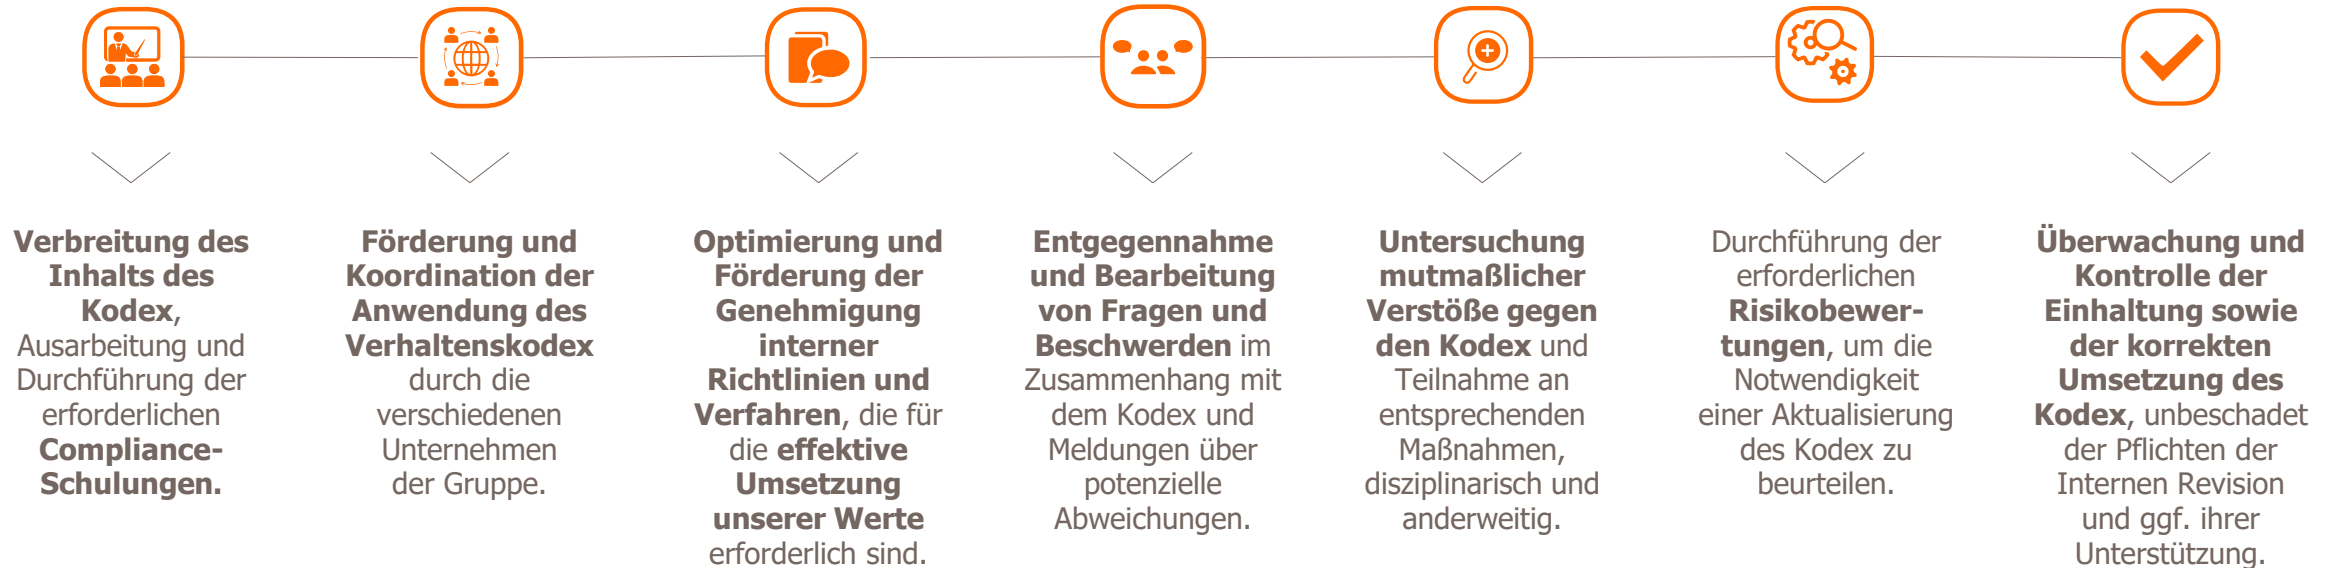 Verbreitung des
Inhalts des
Kodex,
Ausarbeitung und
Durchführung der
erforderlichen
Compliance-
Schulungen.
Förderung und
Koordination der
Anwendung des
Verhaltenskodex
durch die
verschiedenen
Unternehmen
der Gruppe.
Optimierung und
Förderung der
Genehmigung
interner
Richtlinien und
Verfahren, die für
die effektive
Umsetzung
unserer Werte
erforderlich sind.
Entgegennahme
und Bearbeitung
von Fragen und
Beschwerden im
Zusammenhang mit
dem Kodex und
Meldungen über
potenzielle
Abweichungen.
Untersuchung
mutmaßlicher
Verstöße gegen
den Kodex und
Teilnahme an
entsprechenden
Maßnahmen,
disziplinarisch und
anderweitig.
Durchführung der
erforderlichen
Risikobewer-
tungen, um die
Notwendigkeit
einer Aktualisierung
des Kodex zu
beurteilen.
Überwachung und
Kontrolle der
Einhaltung sowie
der korrekten
Umsetzung des
Kodex, unbeschadet
der Pflichten der
Internen Revision
und ggf. ihrer
Unterstützung.